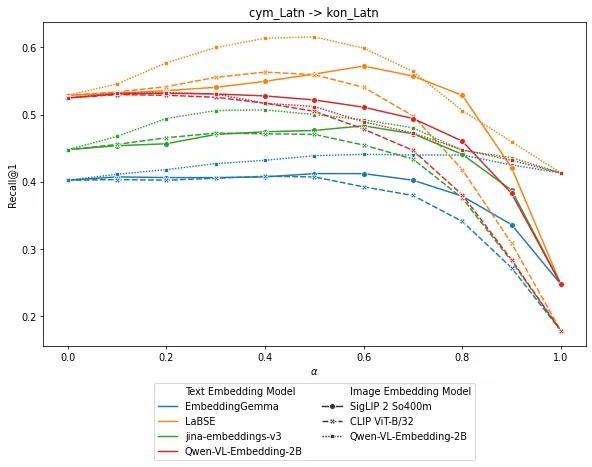 cym_Latn -> kon_Latn
0.6
0.5
0.4
0.3
0.2
Recall@1
0.0 0.2 0.4 0.6 0.8 1.0
α
Text Embedding Model Image Embedding Model
EmbeddingGemma SigLIP 2 So400m
LaBSE CLIP ViT-B/32
jina-embeddings-v3 Qwen-VL-Embedding-2B
Qwen-VL-Embedding-2B